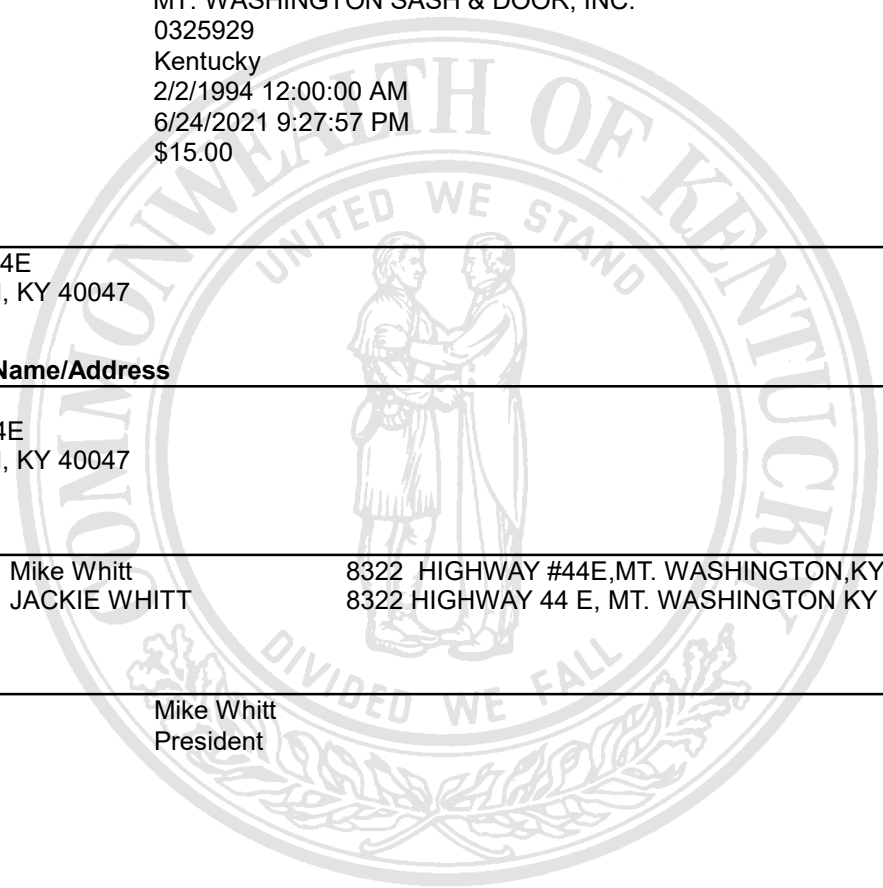 MT. WASHINGTON SASH & DOOR, INC.
0325929
Kentucky
2/2/1994 12:00:00 AM
6/24/2021 9:27:57 PM
$15.00
COMMONWEALTH OF KENTUCKY
UNITED WE STAND
4E
, KY 40047
Name/Address
4E
, KY 40047
Mike Whitt 8322 HIGHWAY #44E,MT. WASHINGTON,KY
JACKIE WHITT 8322 HIGHWAY 44 E, MT. WASHINGTON KY
DIVIDED WE FALL
Mike Whitt
President